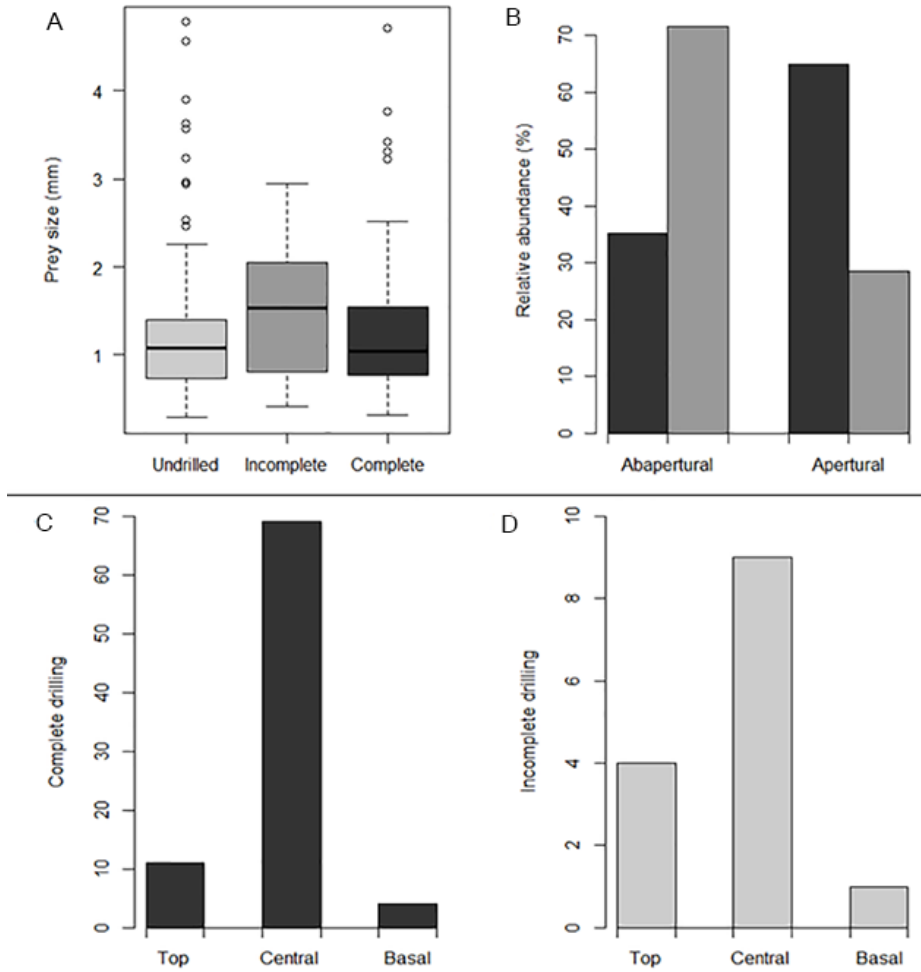 A
Prey size (mm)
4
3
2
1
Undrilled Incomplete Complete
B
Relative abundance (%)
70
60
50
40
30
20
10
0
Abapertural Apertural
C
Complete drilling
70
60
50
40
30
20
10
0
Top Central Basal
D
Incomplete drilling
10
8
6
4
2
0
Top Central Basal